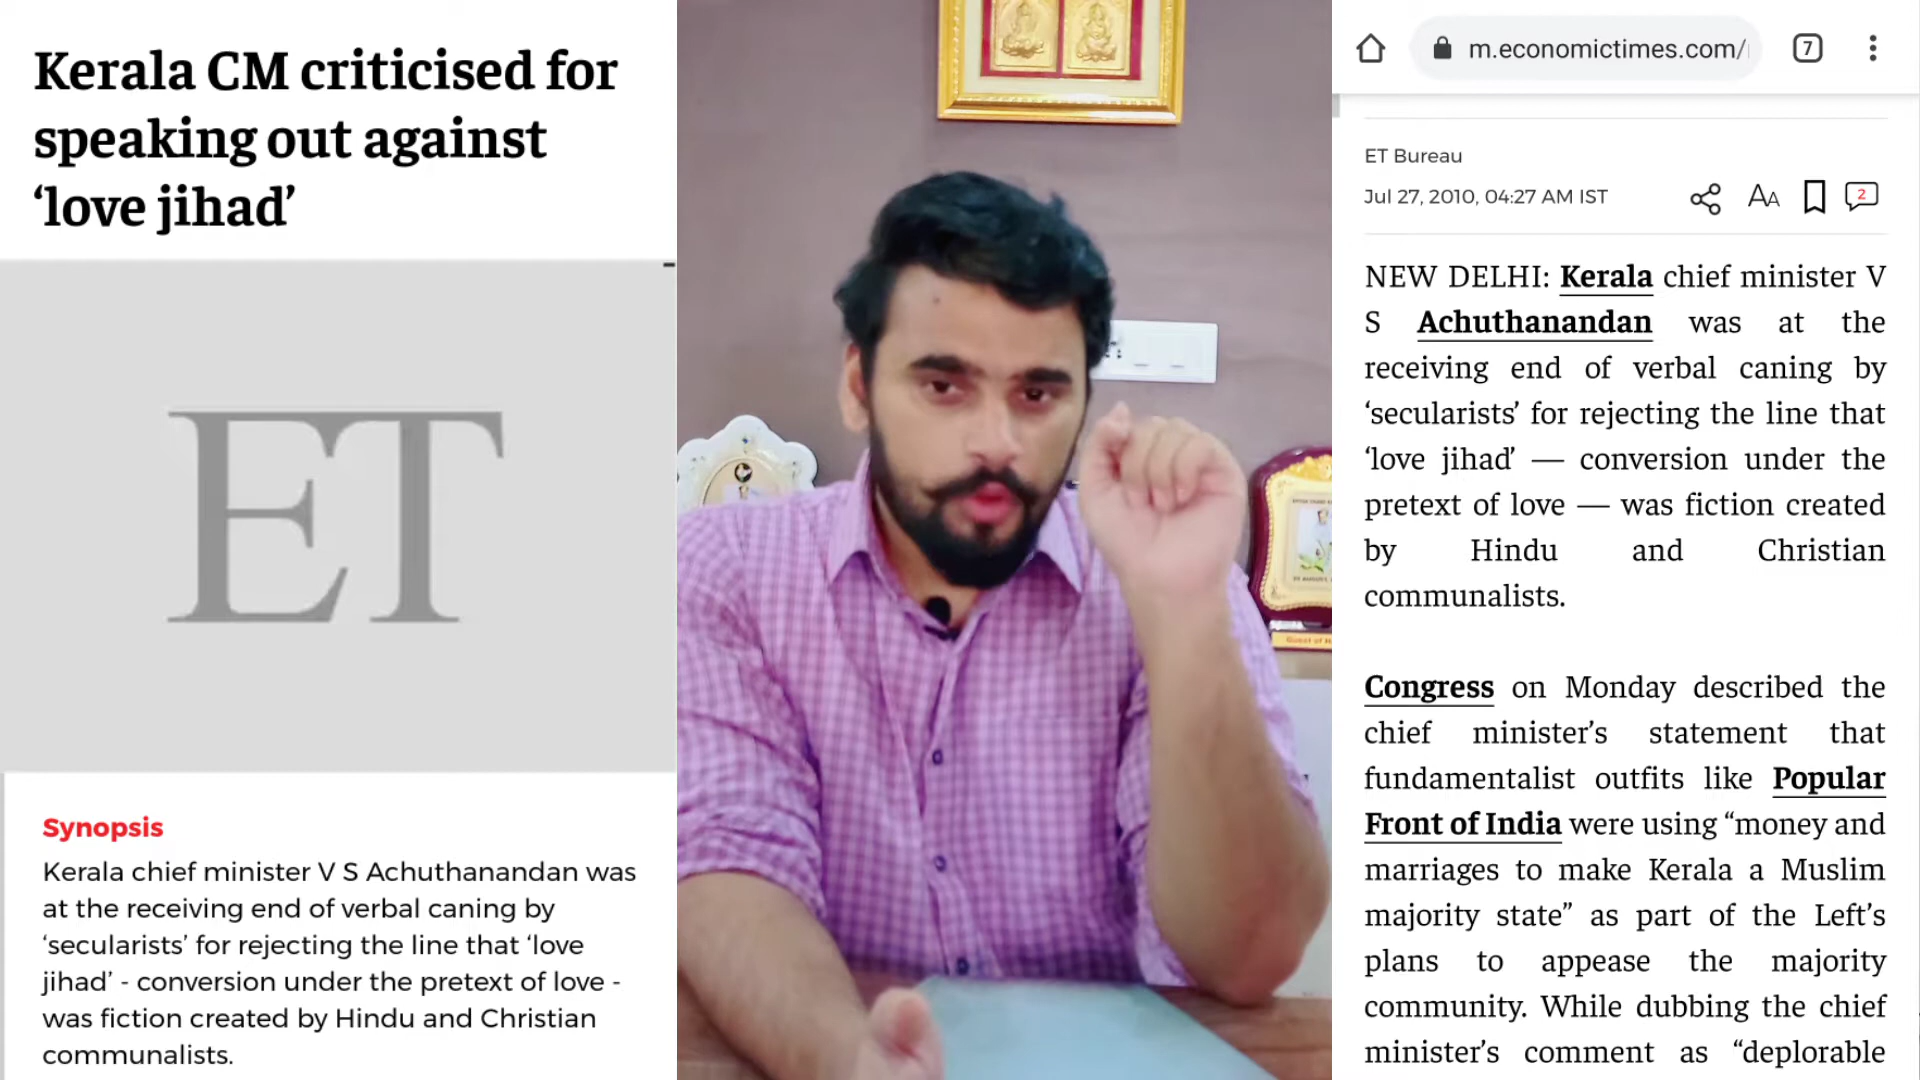 Kerala CM criticised for
speaking out against
‘love jihad’
ET
Synopsis
Kerala chief minister V S Achuthanandan was
at the receiving end of verbal caning by
‘secularists’ for rejecting the line that ‘love
jihad’ - conversion under the pretext of love -
was fiction created by Hindu and Christian
communalists.
m.economictimes.com/
7
ET Bureau
Jul 27, 2010, 04:27 AM IST
AA
2
NEW DELHI: Kerala chief minister V
S Achuthanandan was at the
receiving end of verbal caning by
‘secularists’ for rejecting the line that
‘love jihad’ — conversion under the
pretext of love — was fiction created
by Hindu and Christian
communalists.
Congress on Monday described the
chief minister’s statement that
fundamentalist outfits like Popular
Front of India were using “money and
marriages to make Kerala a Muslim
majority state” as part of the Left’s
plans to appease the majority
community. While dubbing the chief
minister’s comment as “deplorable